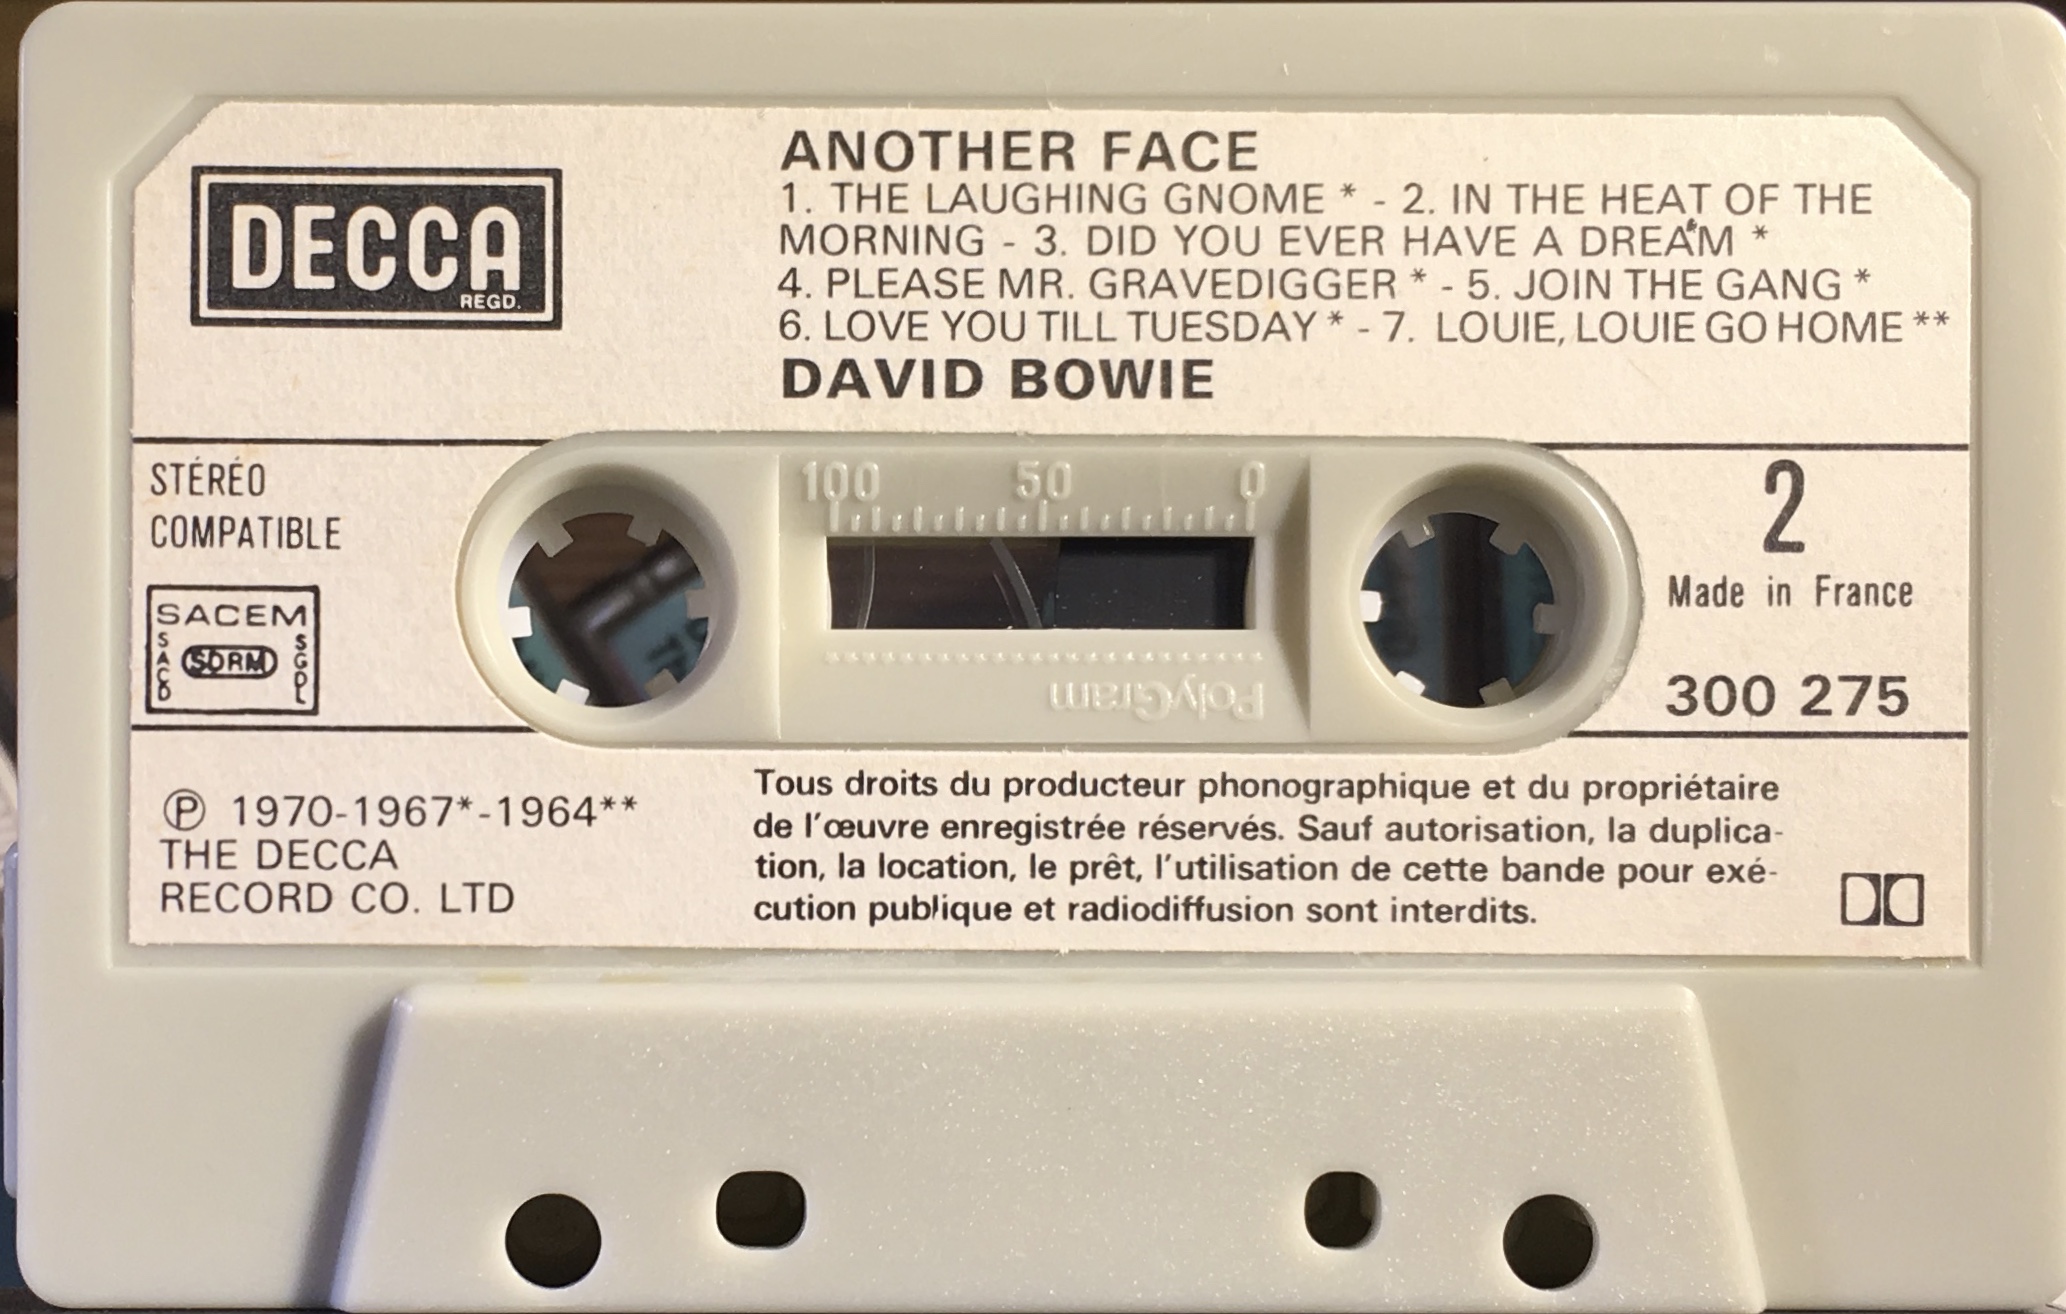 DECCA
REGD.
ANOTHER FACE
1. THE LAUGHING GNOME * - 2. IN THE HEAT OF THE
MORNING - 3. DID YOU EVER HAVE A DREAM *
4. PLEASE MR. GRAVEDIGGER * - 5. JOIN THE GANG *
6. LOVE YOU TILL TUESDAY * - 7. LOUIE, LOUIE GO HOME **
DAVID BOWIE
STÉRÉO
COMPATIBLE
SACEM
SACD
SDRM
SGDL
100 50 0
PolyGram
2
Made in France
300 275
Ⓟ 1970-1967*-1964**
THE DECCA
RECORD CO. LTD
Tous droits du producteur phonographique et du propriétaire
de l'œuvre enregistrée réservés. Sauf autorisation, la duplica-
tion, la location, le prêt, l'utilisation de cette bande pour exé-
cution publique et radiodiffusion sont interdits.